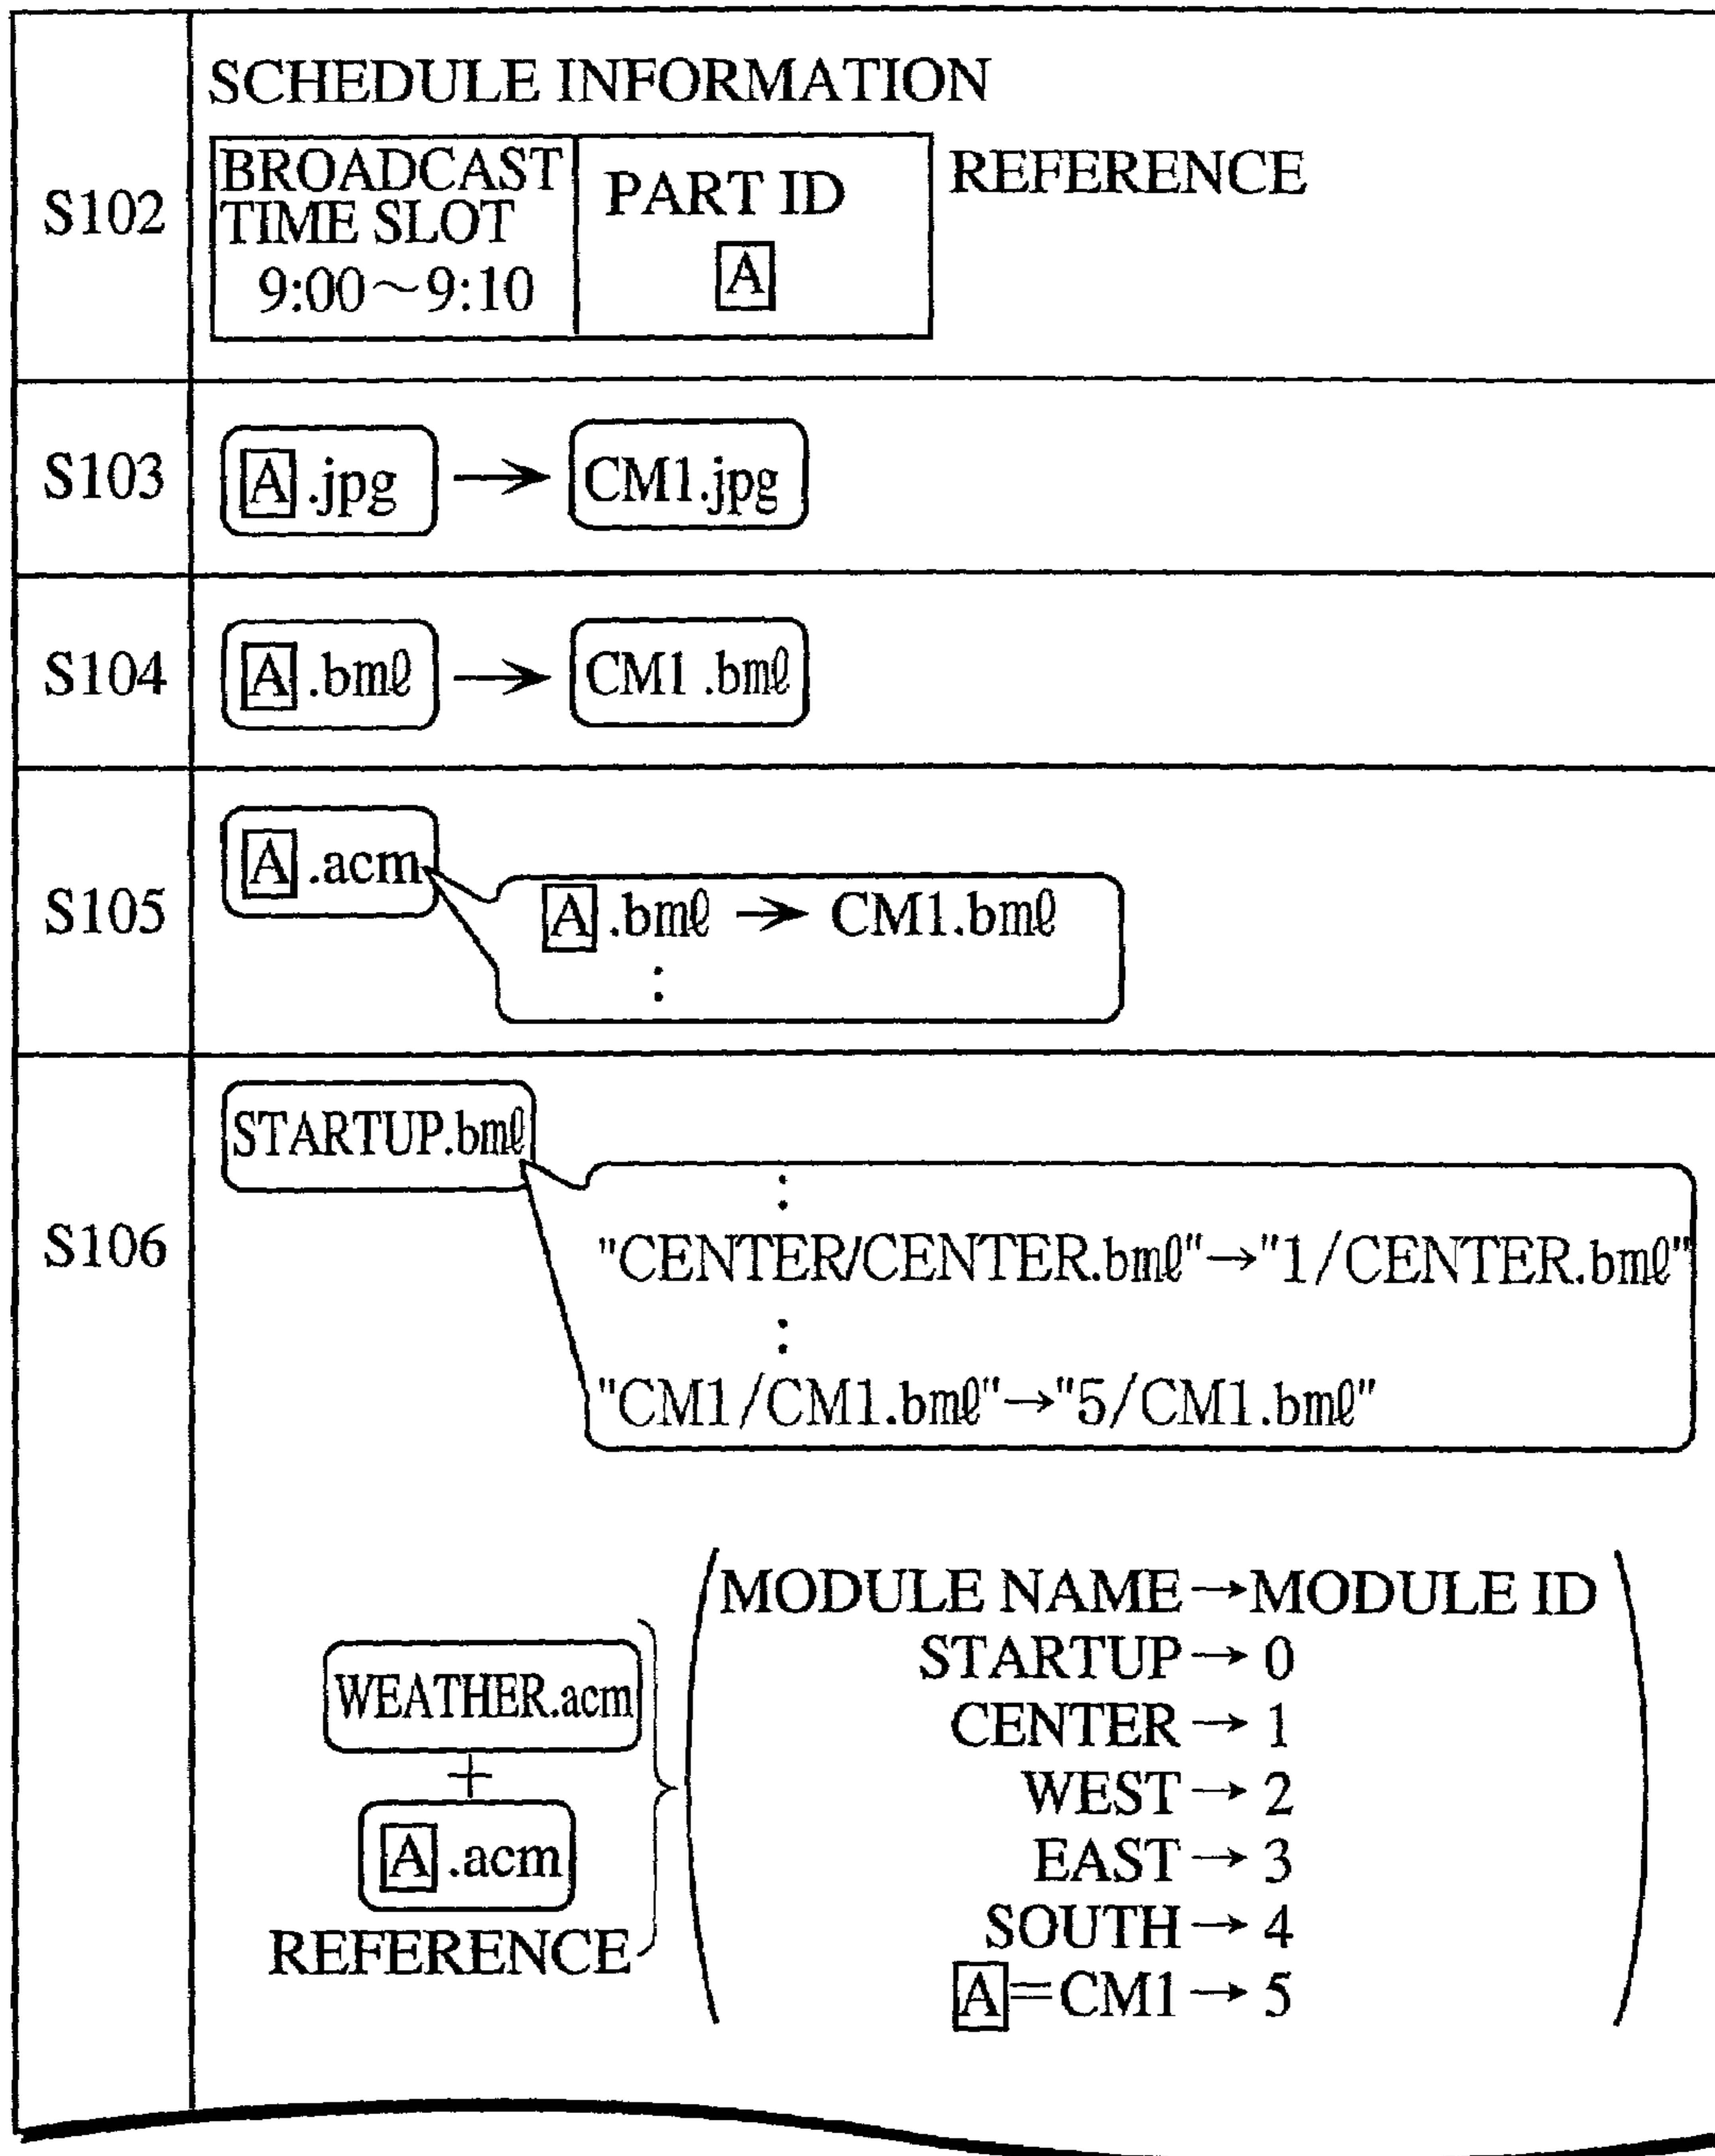 S102
SCHEDULE INFORMATION
BROADCAST
TIME SLOT
9:00～9:10
PART ID
A
REFERENCE
S103
A.jpg → CM1.jpg
S104
A.bmℓ → CM1.bmℓ
S105
A.acm
A.bmℓ → CM1.bmℓ
:
S106
STARTUP.bmℓ
:
"CENTER/CENTER.bmℓ"→"1/CENTER.bmℓ"
:
"CM1/CM1.bmℓ"→"5/CM1.bmℓ"
WEATHER.acm
+
A.acm
REFERENCE
MODULE NAME→MODULE ID
STARTUP→0
CENTER→1
WEST→2
EAST→3
SOUTH→4
A=CM1→5